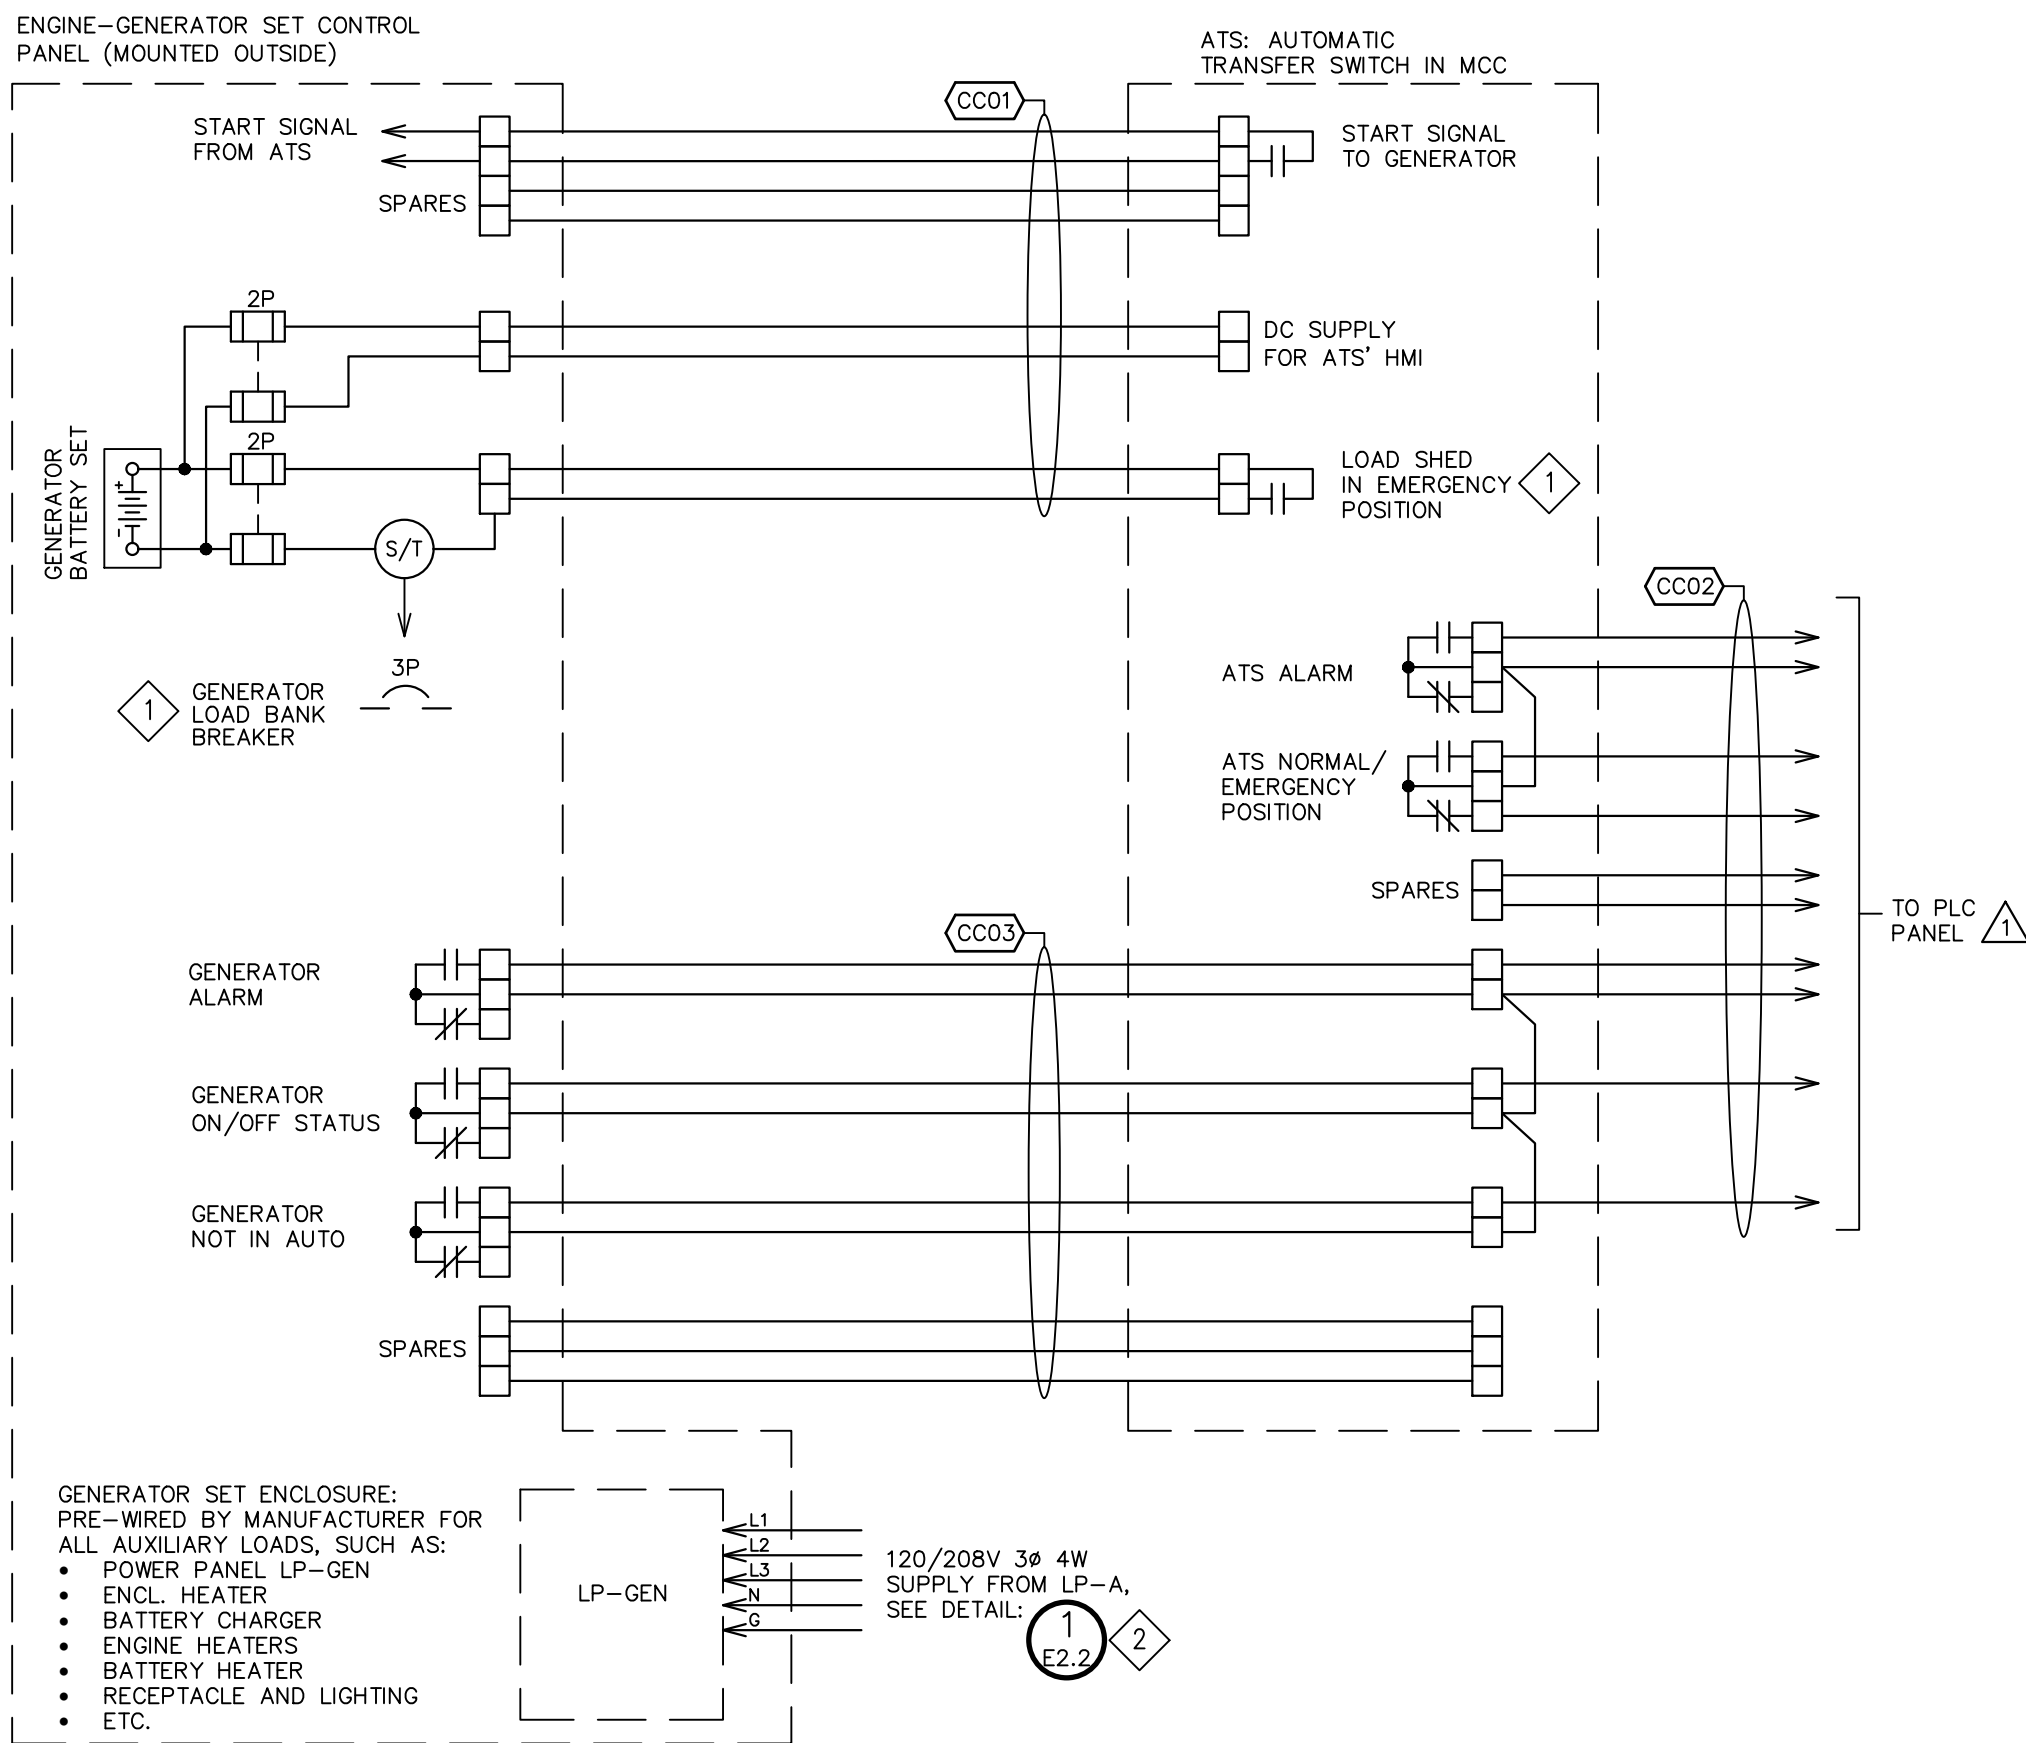 ENGINE-GENERATOR SET CONTROL
PANEL (MOUNTED OUTSIDE)
ATS: AUTOMATIC
TRANSFER SWITCH IN MCC
CC01
START SIGNAL
FROM ATS
START SIGNAL
TO GENERATOR
SPARES
2P
DC SUPPLY
FOR ATS' HMI
GENERATOR
BATTERY SET
+
-
2P
S/T
LOAD SHED
IN EMERGENCY
POSITION
1
CC02
3P
1
GENERATOR
LOAD BANK
BREAKER
ATS ALARM
ATS NORMAL/
EMERGENCY
POSITION
SPARES
TO PLC
PANEL
1
CC03
GENERATOR
ALARM
GENERATOR
ON/OFF STATUS
GENERATOR
NOT IN AUTO
SPARES
GENERATOR SET ENCLOSURE:
PRE-WIRED BY MANUFACTURER FOR
ALL AUXILIARY LOADS, SUCH AS:
• POWER PANEL LP-GEN
• ENCL. HEATER
• BATTERY CHARGER
• ENGINE HEATERS
• BATTERY HEATER
• RECEPTACLE AND LIGHTING
• ETC.
LP-GEN
L1
L2
L3
N
G
120/208V 3ø 4W
SUPPLY FROM LP-A,
SEE DETAIL:
1
E2.2
2